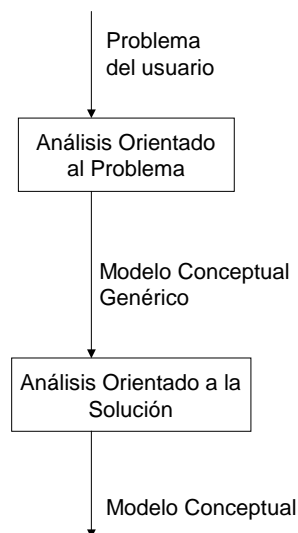 Problema
del usuario
Análisis Orientado
al Problema
Modelo Conceptual
Genérico
Análisis Orientado a la
Solución
Modelo Conceptual